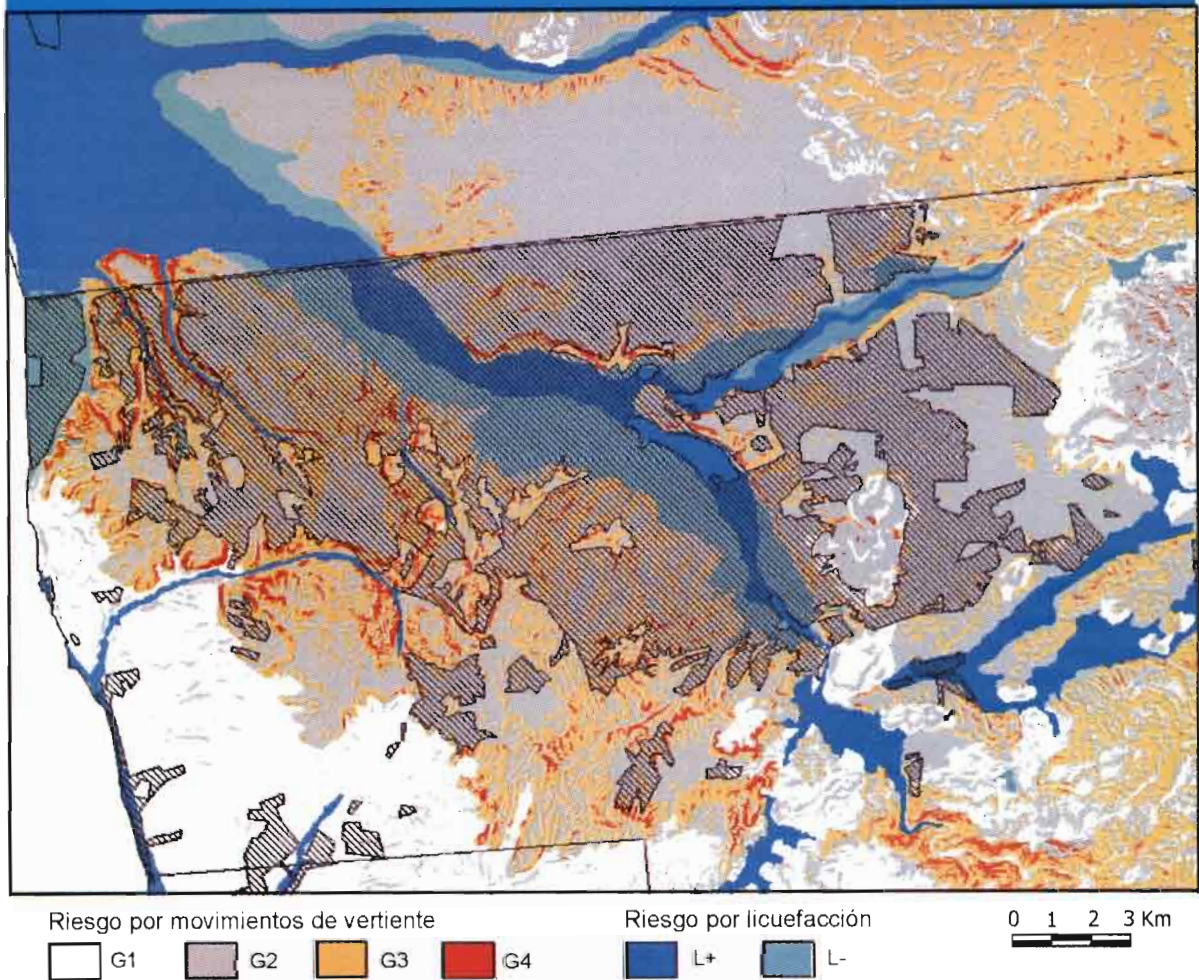 Riesgo por movimientos de vertiente
G1 G2 G3 G4
Riesgo por licuefacción
L+ L-
0 1 2 3 Km